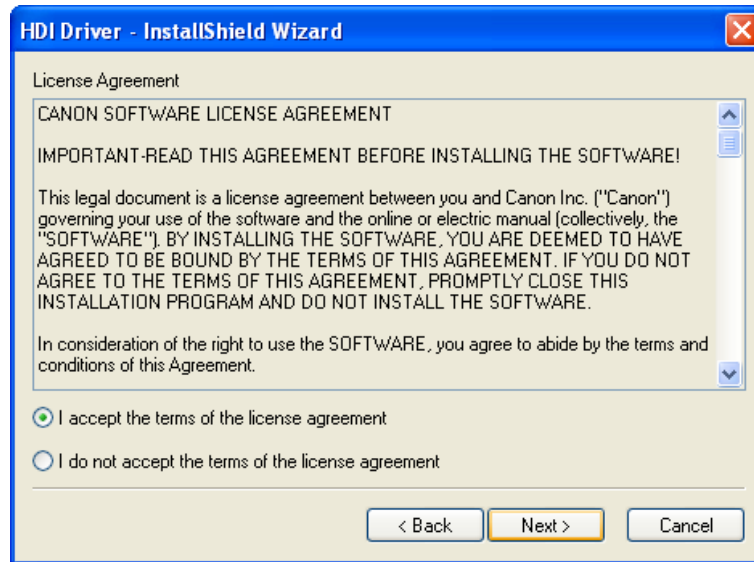 HDI Driver - InstallShield Wizard
License Agreement
CANON SOFTWARE LICENSE AGREEMENT
IMPORTANT-READ THIS AGREEMENT BEFORE INSTALLING THE SOFTWARE!
This legal document is a license agreement between you and Canon Inc. ("Canon")
governing your use of the software and the online or electric manual (collectively, the
"SOFTWARE"). BY INSTALLING THE SOFTWARE, YOU ARE DEEMED TO HAVE
AGREED TO BE BOUND BY THE TERMS OF THIS AGREEMENT. IF YOU DO NOT
AGREE TO THE TERMS OF THIS AGREEMENT, PROMPTLY CLOSE THIS
INSTALLATION PROGRAM AND DO NOT INSTALL THE SOFTWARE.
In consideration of the right to use the SOFTWARE, you agree to abide by the terms and
conditions of this Agreement.
I accept the terms of the license agreement
I do not accept the terms of the license agreement
< Back Next > Cancel